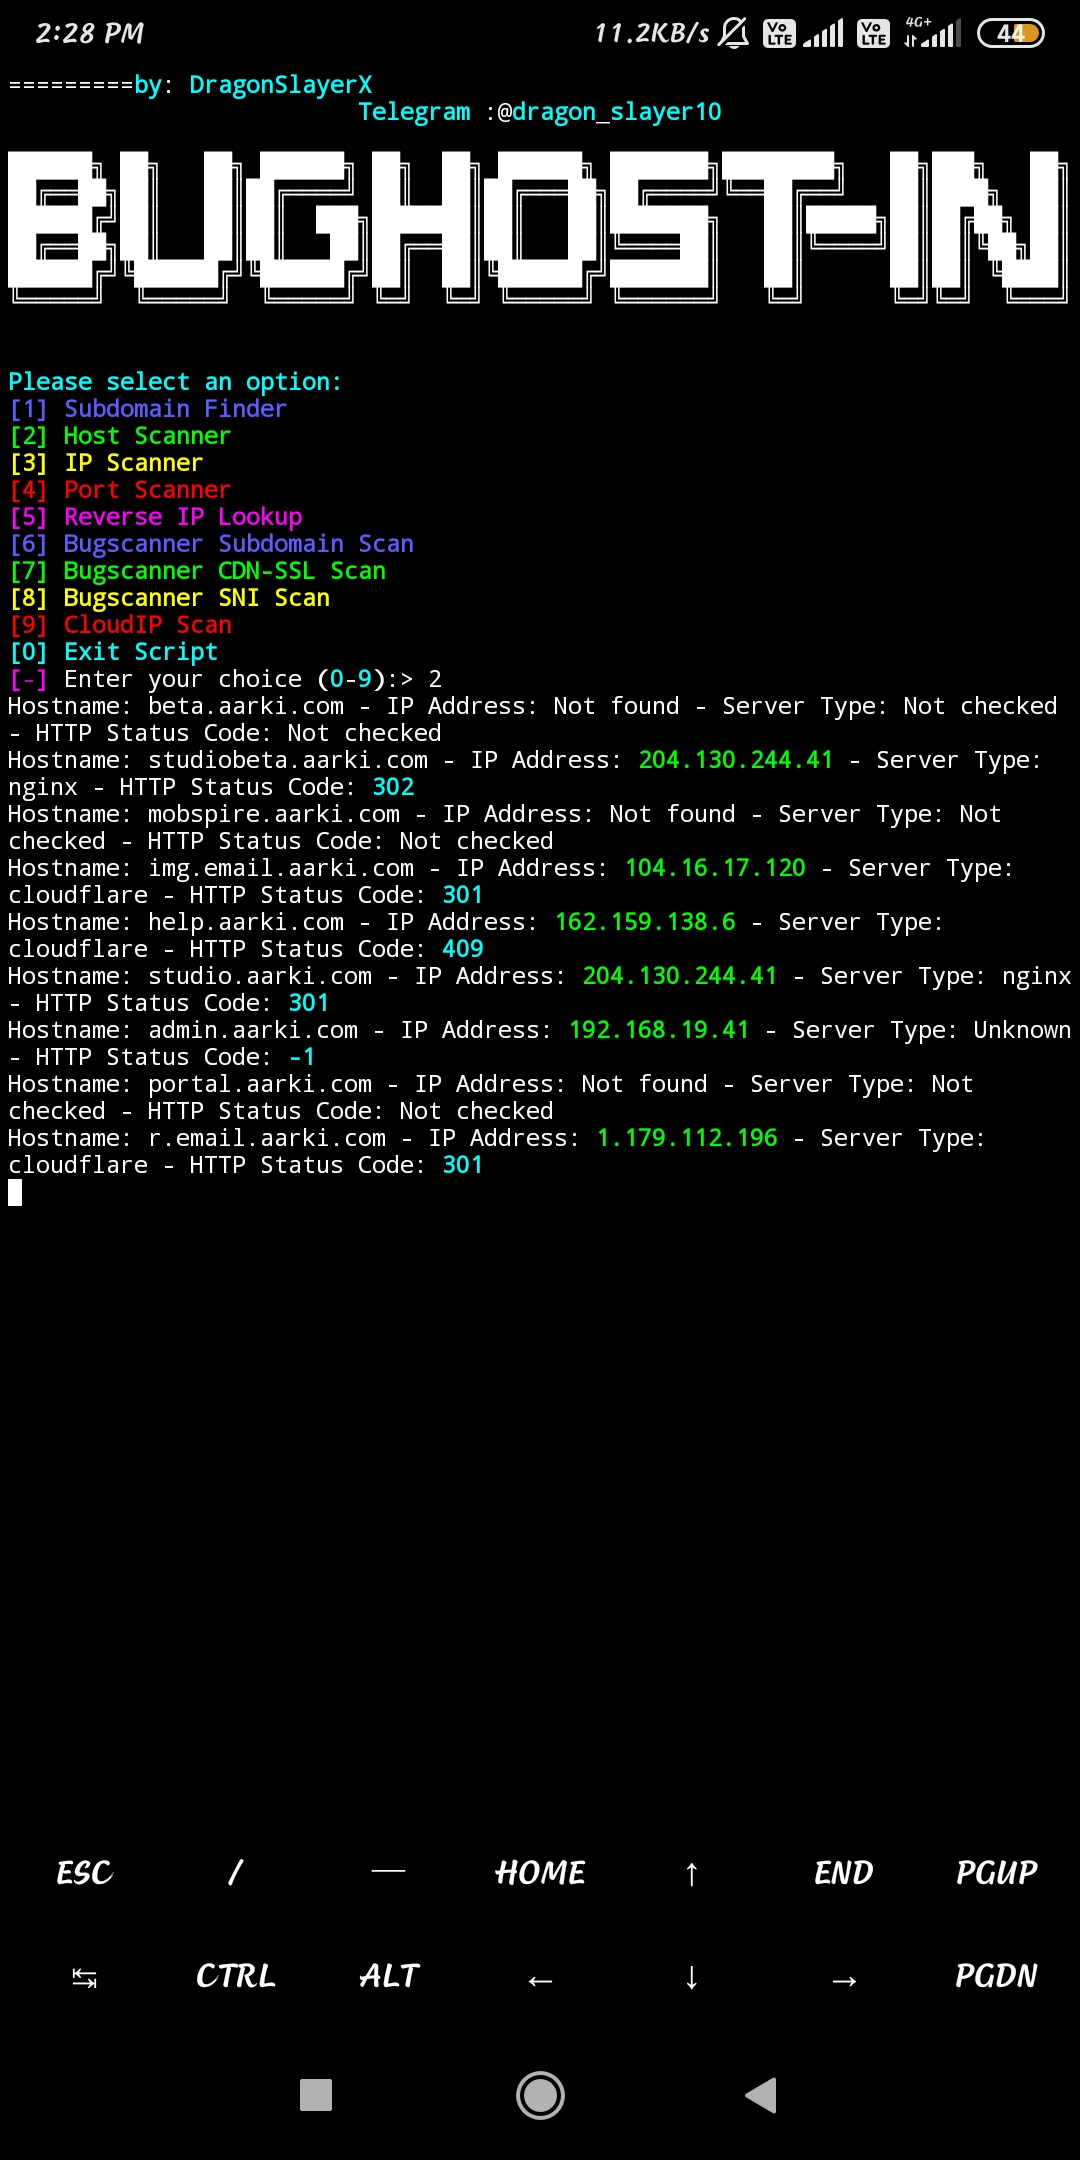 2:28 PM 11.2KB/s Vo LTE Vo LTE 4G+ 44
=========by: DragonSlayerX
Telegram :@dragon_slayer10
BUGHOST-IN
Please select an option:
[1] Subdomain Finder
[2] Host Scanner
[3] IP Scanner
[4] Port Scanner
[5] Reverse IP Lookup
[6] Bugscanner Subdomain Scan
[7] Bugscanner CDN-SSL Scan
[8] Bugscanner SNI Scan
[9] CloudIP Scan
[0] Exit Script
[-] Enter your choice (0-9):> 2
Hostname: beta.aarki.com - IP Address: Not found - Server Type: Not checked
- HTTP Status Code: Not checked
Hostname: studiobeta.aarki.com - IP Address: 204.130.244.41 - Server Type:
nginx - HTTP Status Code: 302
Hostname: mobspire.aarki.com - IP Address: Not found - Server Type: Not
checked - HTTP Status Code: Not checked
Hostname: img.email.aarki.com - IP Address: 104.16.17.120 - Server Type:
cloudflare - HTTP Status Code: 301
Hostname: help.aarki.com - IP Address: 162.159.138.6 - Server Type:
cloudflare - HTTP Status Code: 409
Hostname: studio.aarki.com - IP Address: 204.130.244.41 - Server Type: nginx
- HTTP Status Code: 301
Hostname: admin.aarki.com - IP Address: 192.168.19.41 - Server Type: Unknown
- HTTP Status Code: -1
Hostname: portal.aarki.com - IP Address: Not found - Server Type: Not
checked - HTTP Status Code: Not checked
Hostname: r.email.aarki.com - IP Address: 1.179.112.196 - Server Type:
cloudflare - HTTP Status Code: 301
ESC / — HOME ↑ END PGUP
↹ CTRL ALT ← ↓ → PGDN